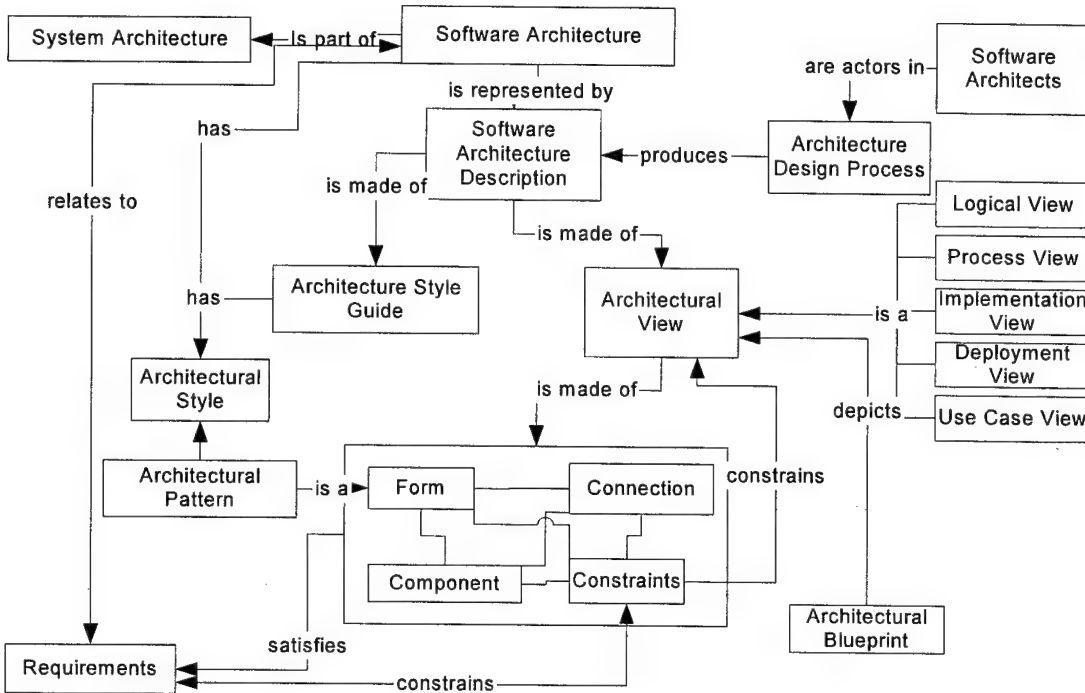 System Architecture
is part of
Software Architecture
are actors in
Software
Architects
is represented by
has
Software
Architecture
Description
produces
Architecture
Design Process
is made of
relates to
Logical View
is made of
Process View
Architecture Style
Guide
has
Architectural
View
is a
Implementation
View
Deployment
View
Architectural
Style
is made of
depicts
Use Case View
Architectural
Pattern
is a
Form
Connection
constrains
Component
Constraints
Architectural
Blueprint
satisfies
Requirements
constrains